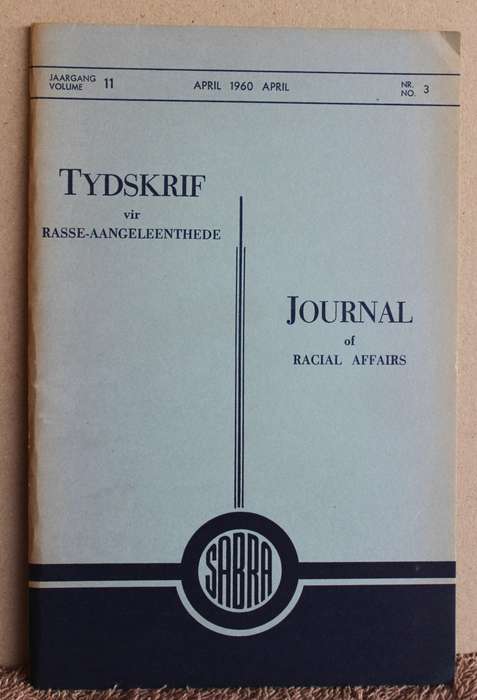 JAARGANG
VOLUME 11
APRIL 1960 APRIL
NR.
NO. 3
TYDSKRIF
vir
RASSE-AANGELEENTHEDE
JOURNAL
of
RACIAL AFFAIRS
SABRA